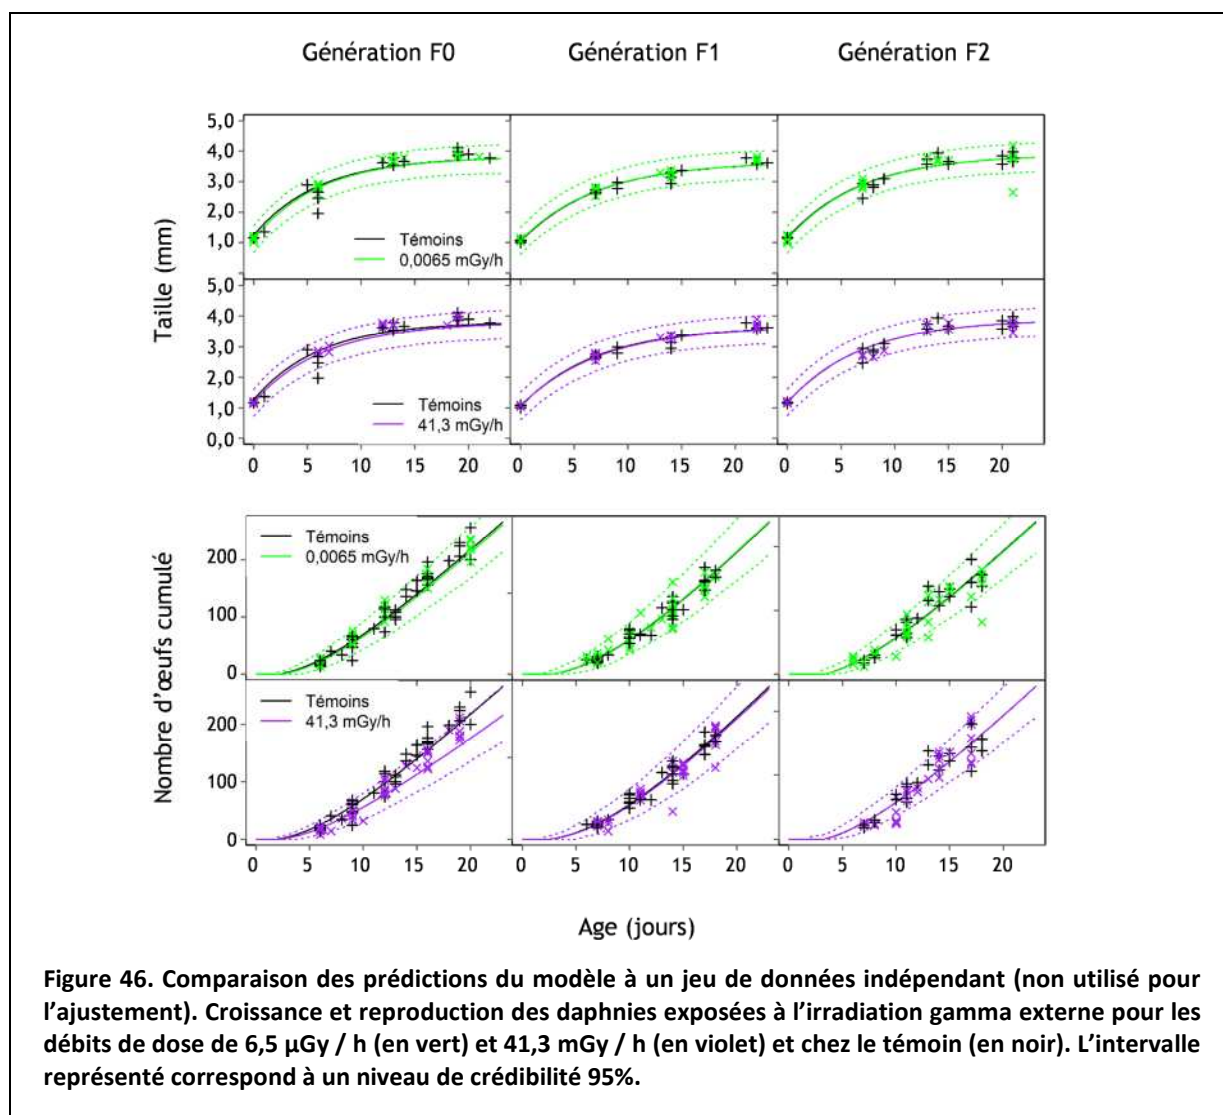 Génération F0 Génération F1 Génération F2
Taille (mm)
5,0
4,0
3,0
2,0
1,0
Témoins
0,0065 mGy/h
5,0
4,0
3,0
2,0
1,0
0,0
Témoins
41,3 mGy/h
0 5 10 15 20 0 5 10 15 20 0 5 10 15 20
Nombre d'œufs cumulé
200
100
0
Témoins
0,0065 mGy/h
200
100
0
Témoins
41,3 mGy/h
0 5 10 15 20 0 5 10 15 20 0 5 10 15 20
Age (jours)
Figure 46. Comparaison des prédictions du modèle à un jeu de données indépendant (non utilisé pour
l'ajustement). Croissance et reproduction des daphnies exposées à l'irradiation gamma externe pour les
débits de dose de 6,5 µGy / h (en vert) et 41,3 mGy / h (en violet) et chez le témoin (en noir). L'intervalle
représenté correspond à un niveau de crédibilité 95%.